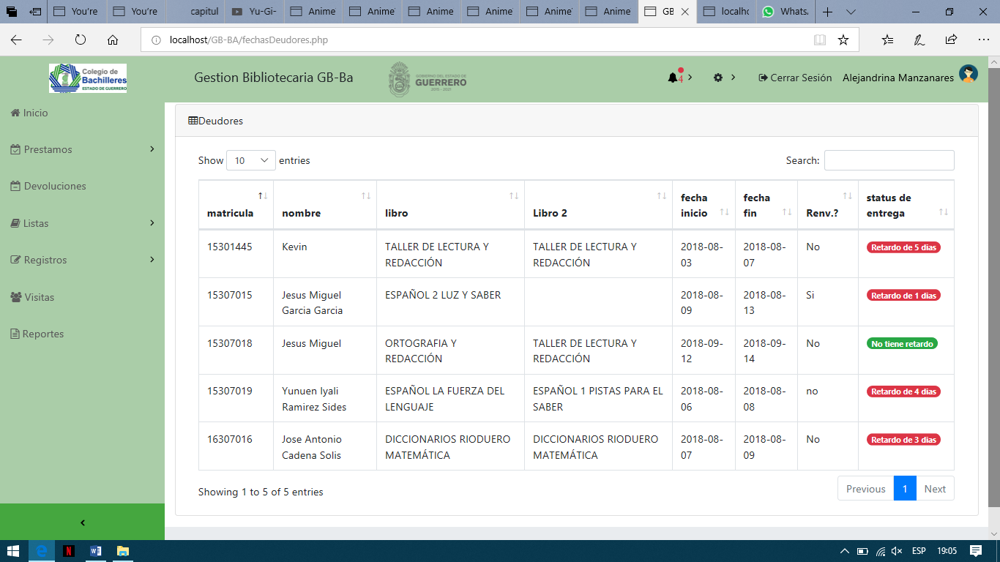 You're
You're
capitul
Yu-Gi-
Anime
Anime'
Anime
Anime
Anime'
Anime
GB
localho
WhatsA
localhost/GB-BA/fechasDeudores.php
Colegio de
Bachilleres
ESTADO DE GUERRERO
Gestion Bibliotecaria GB-Ba
GOBIERNO DEL ESTADO DE
GUERRERO
2015 - 2021
4
Cerrar Sesión
Alejandrina Manzanares
Inicio
Prestamos
Devoluciones
Listas
Registros
Visitas
Reportes
Deudores
Show 10 entries
Search:
matricula
nombre
libro
Libro 2
fecha
inicio
fecha
fin
Renv.?
status de
entrega
15301445
Kevin
TALLER DE LECTURA Y
REDACCIÓN
TALLER DE LECTURA Y
REDACCIÓN
2018-08-
03
2018-08-
07
No
Retardo de 5 dias
15307015
Jesus Miguel
Garcia Garcia
ESPAÑOL 2 LUZ Y SABER
2018-08-
09
2018-08-
13
Si
Retardo de 1 dias
15307018
Jesus Miguel
ORTOGRAFIA Y
REDACCIÓN
TALLER DE LECTURA Y
REDACCIÓN
2018-09-
12
2018-09-
14
No
No tiene retardo
15307019
Yunuen Iyali
Ramirez Sides
ESPAÑOL LA FUERZA DEL
LENGUAJE
ESPAÑOL 1 PISTAS PARA EL
SABER
2018-08-
06
2018-08-
08
no
Retardo de 4 dias
16307016
Jose Antonio
Cadena Solis
DICCIONARIOS RIODUERO
MATEMÁTICA
DICCIONARIOS RIODUERO
MATEMÁTICA
2018-08-
07
2018-08-
09
No
Retardo de 3 dias
Showing 1 to 5 of 5 entries
Previous
1
Next
ESP
19:05